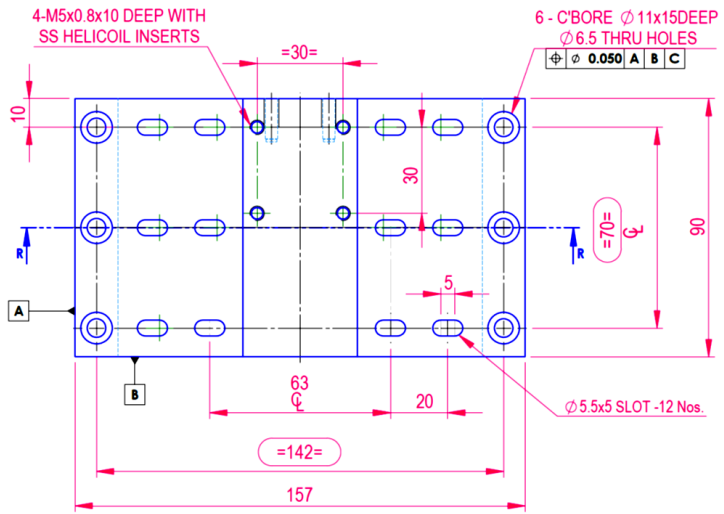 4-M5x0.8x10 DEEP WITH
SS HELICOIL INSERTS
=30=
6 - C'BORE ∅ 11x15DEEP
∅ 6.5 THRU HOLES
⌖ ∅ 0.050 A B C
10
30
=70=
℄
90
R
R
5
A
B
63
℄
20
∅ 5.5x5 SLOT -12 Nos.
=142=
157